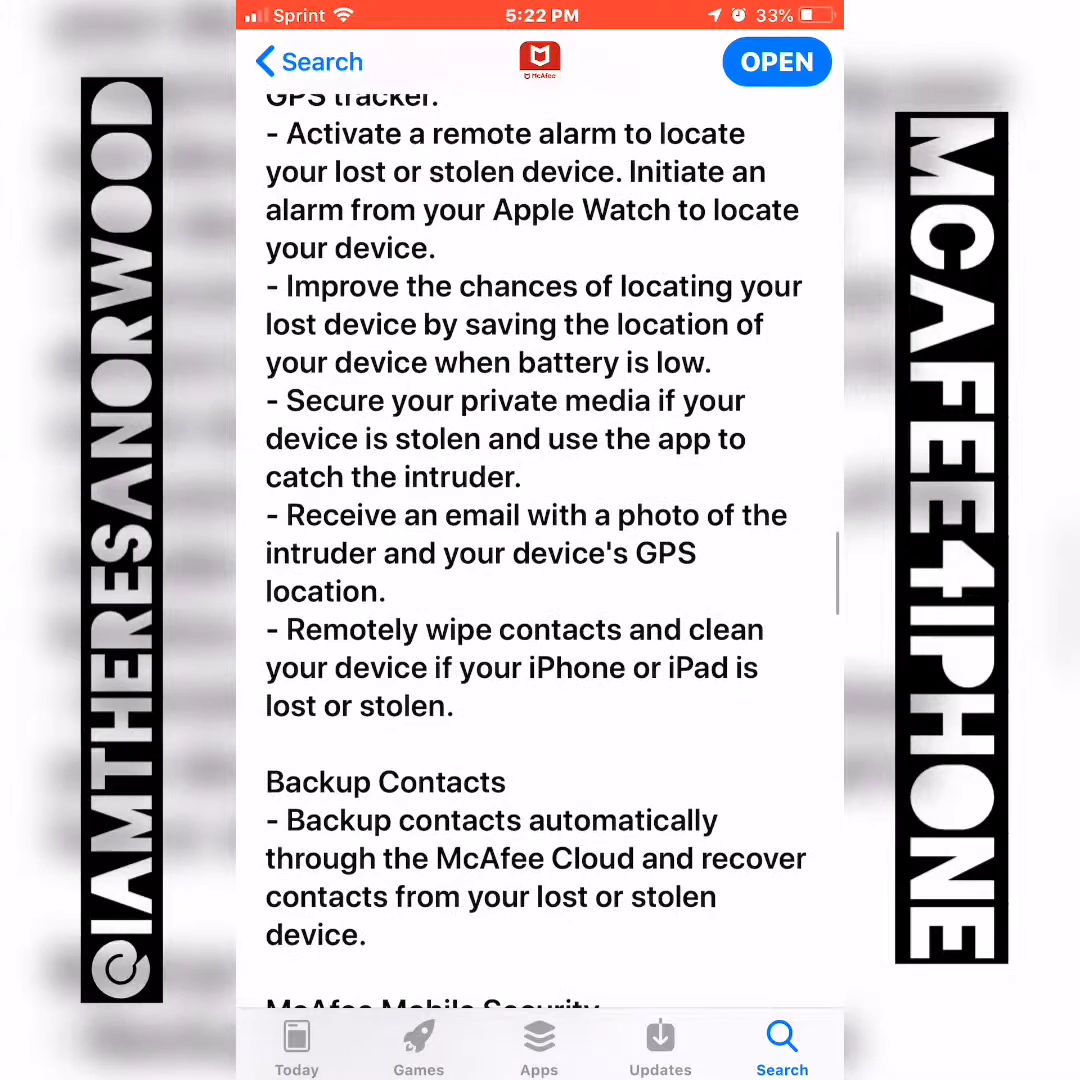 Sprint 5:22 PM 33%
Search McAfee OPEN
GPS tracker.
- Activate a remote alarm to locate
your lost or stolen device. Initiate an
alarm from your Apple Watch to locate
your device.
- Improve the chances of locating your
lost device by saving the location of
your device when battery is low.
- Secure your private media if your
device is stolen and use the app to
catch the intruder.
- Receive an email with a photo of the
intruder and your device's GPS
location.
- Remotely wipe contacts and clean
your device if your iPhone or iPad is
lost or stolen.
Backup Contacts
- Backup contacts automatically
through the McAfee Cloud and recover
contacts from your lost or stolen
device.
McAfee Mobile Security
Today Games Apps Updates Search
@IAMTHERESANORWOOD
MCAFEE4IPHONE